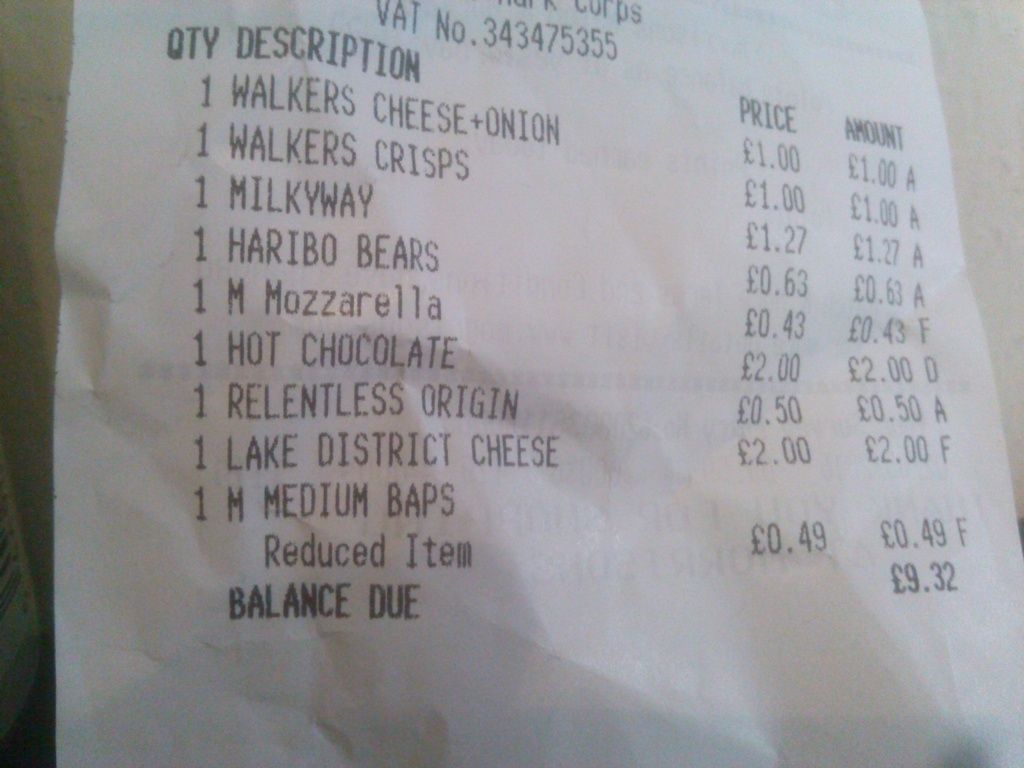 Corps
VAT No.343475355
QTY DESCRIPTION PRICE AMOUNT
1 WALKERS CHEESE+ONION £1.00 £1.00 A
1 WALKERS CRISPS £1.00 £1.00 A
1 MILKYWAY £1.27 £1.27 A
1 HARIBO BEARS £0.63 £0.63 A
1 M Mozzarella £0.43 £0.43 F
1 HOT CHOCOLATE £2.00 £2.00 D
1 RELENTLESS ORIGIN £0.50 £0.50 A
1 LAKE DISTRICT CHEESE £2.00 £2.00 F
1 M MEDIUM BAPS
Reduced Item £0.49 £0.49 F
BALANCE DUE £9.32